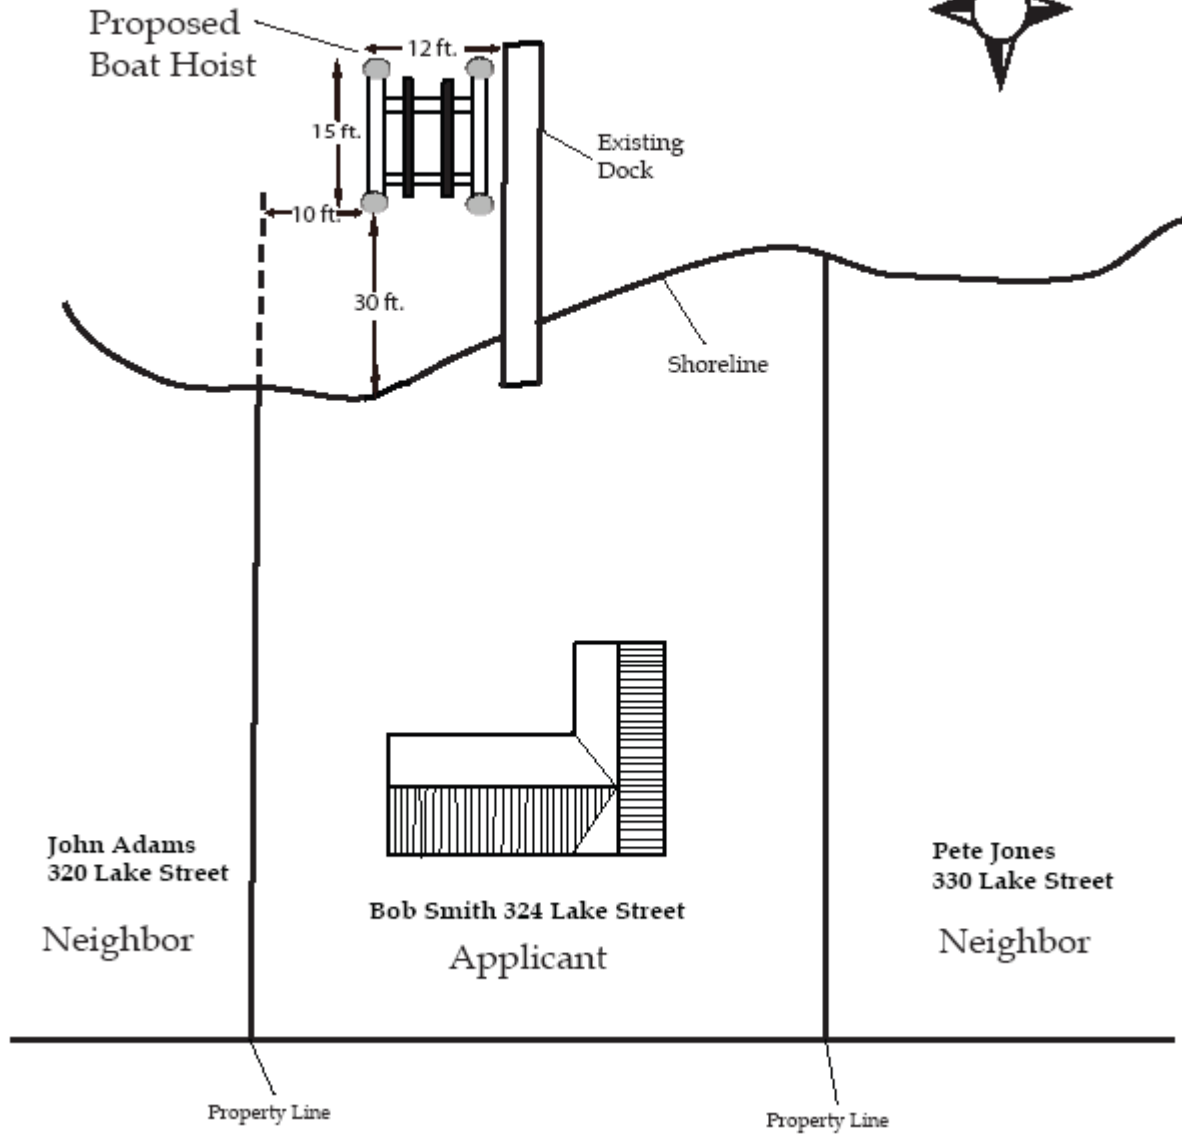 Proposed
Boat Hoist
12 ft.
15 ft.
Existing
Dock
10 ft.
30 ft.
Shoreline
John Adams
320 Lake Street
Neighbor
Bob Smith 324 Lake Street
Applicant
Pete Jones
330 Lake Street
Neighbor
Property Line
Property Line